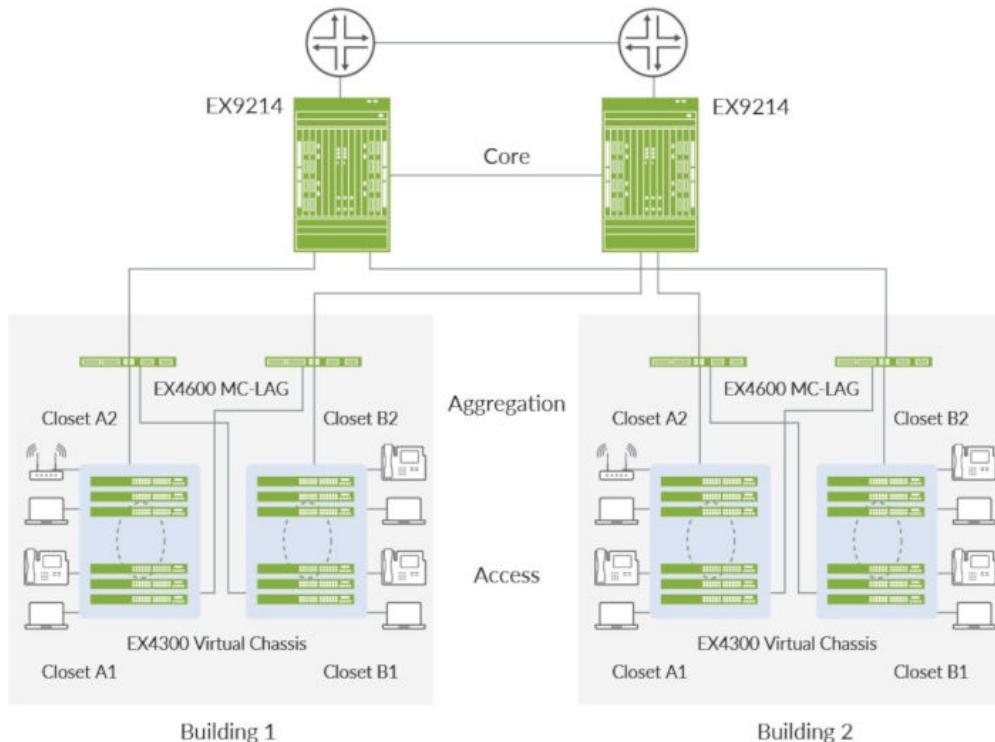 EX9214
EX9214
Core
EX4600 MC-LAG
EX4600 MC-LAG
Aggregation
Closet A2
Closet B2
Closet A2
Closet B2
Access
EX4300 Virtual Chassis
EX4300 Virtual Chassis
Closet A1
Closet B1
Closet A1
Closet B1
Building 1
Building 2